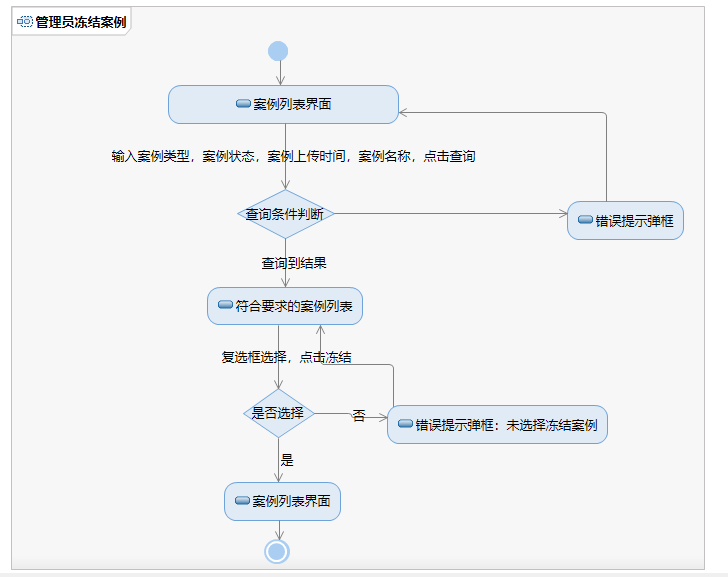 管理员冻结案例
案例列表界面
输入案例类型，案例状态，案例上传时间，案例名称，点击查询
查询条件判断
错误提示弹框
查询到结果
符合要求的案例列表
复选框选择，点击冻结
是否选择
否
错误提示弹框：未选择冻结案例
是
案例列表界面